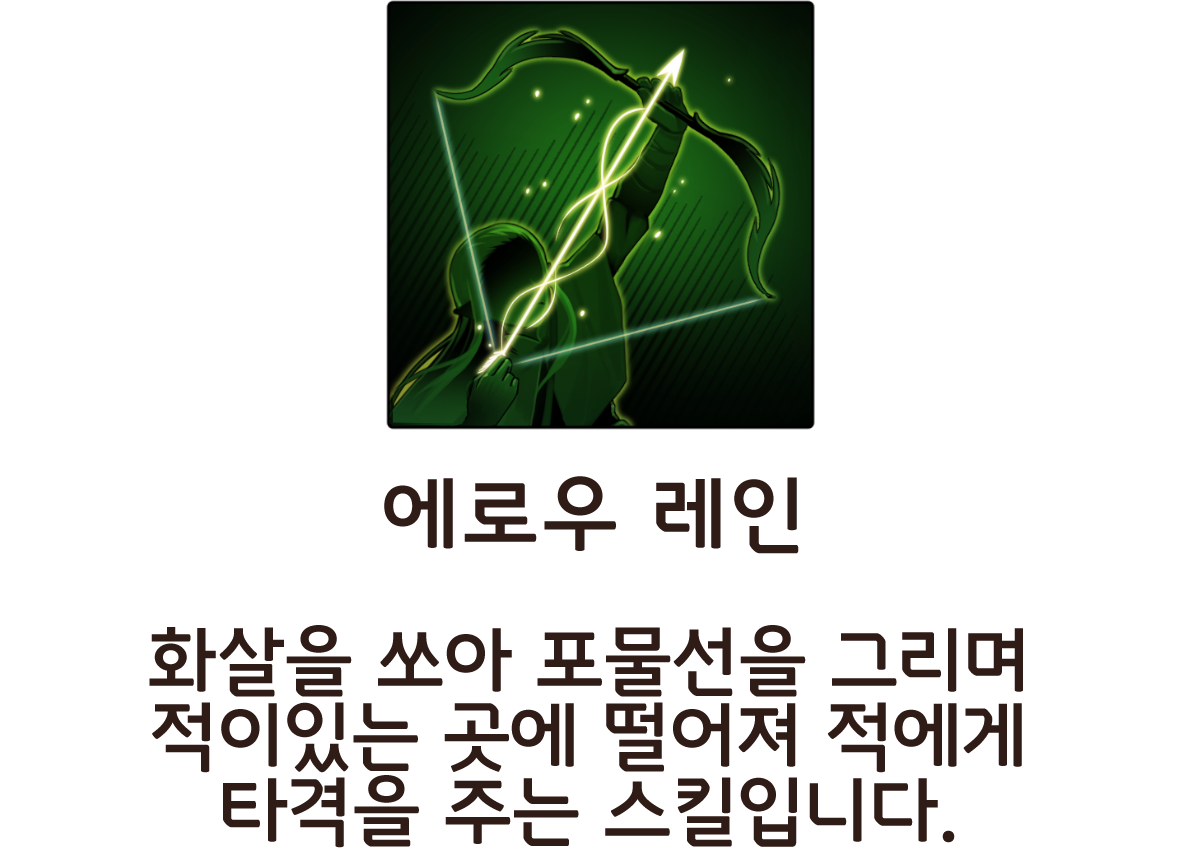 에로우 레인
화살을 쏘아 포물선을 그리며
적이있는 곳에 떨어져 적에게
타격을 주는 스킬입니다.